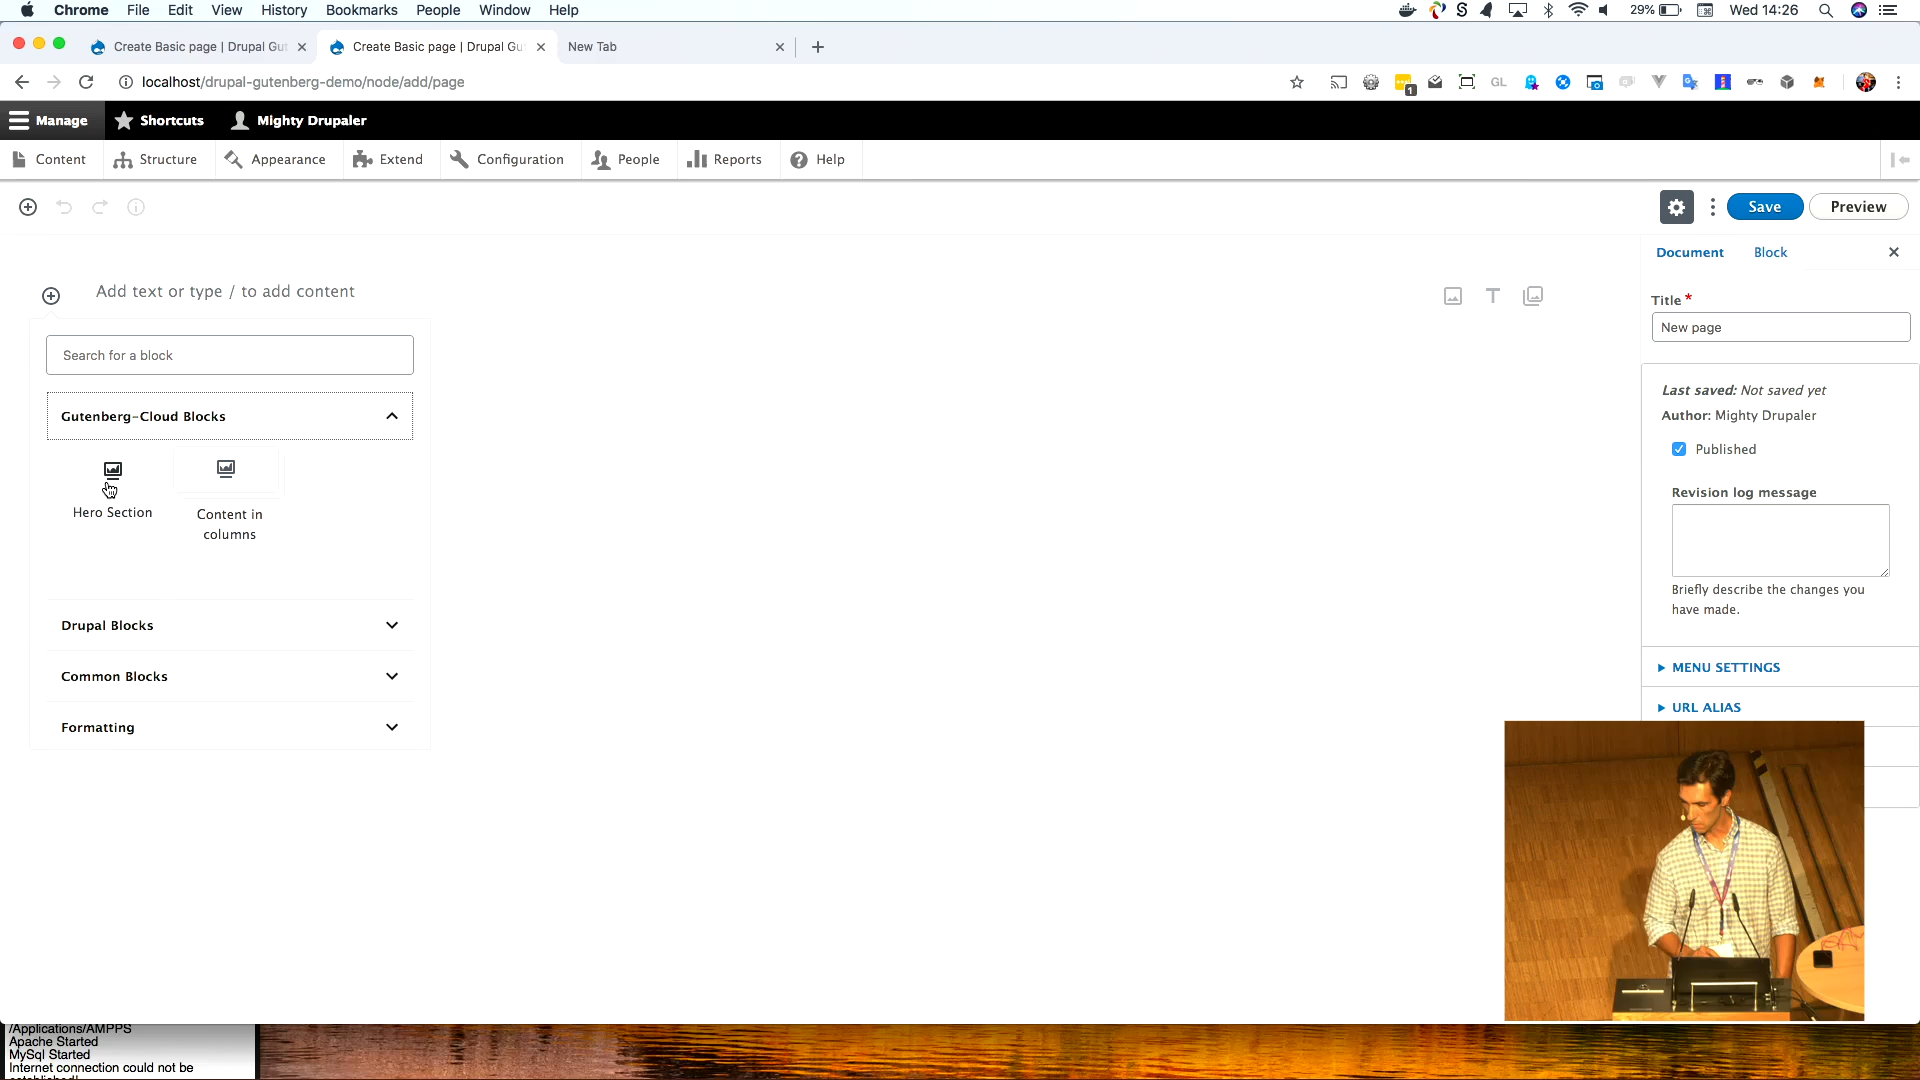 Chrome File Edit View History Bookmarks People Window Help 29% Wed 14:26
Create Basic page | Drupal Gut Create Basic page | Drupal Gu New Tab
localhost/drupal-gutenberg-demo/node/add/page GL 1
Manage Shortcuts Mighty Drupaler
Content Structure Appearance Extend Configuration People Reports Help
Save Preview
Document Block
Add text or type / to add content
Title *
New page
Search for a block
Last saved: Not saved yet
Gutenberg-Cloud Blocks
Author: Mighty Drupaler
Published
Revision log message
Hero Section
Content in
columns
Briefly describe the changes you
have made.
Drupal Blocks
MENU SETTINGS
Common Blocks
URL ALIAS
Formatting
/Applications/AMPPS
Apache Started
MySql Started
Internet connection could not be